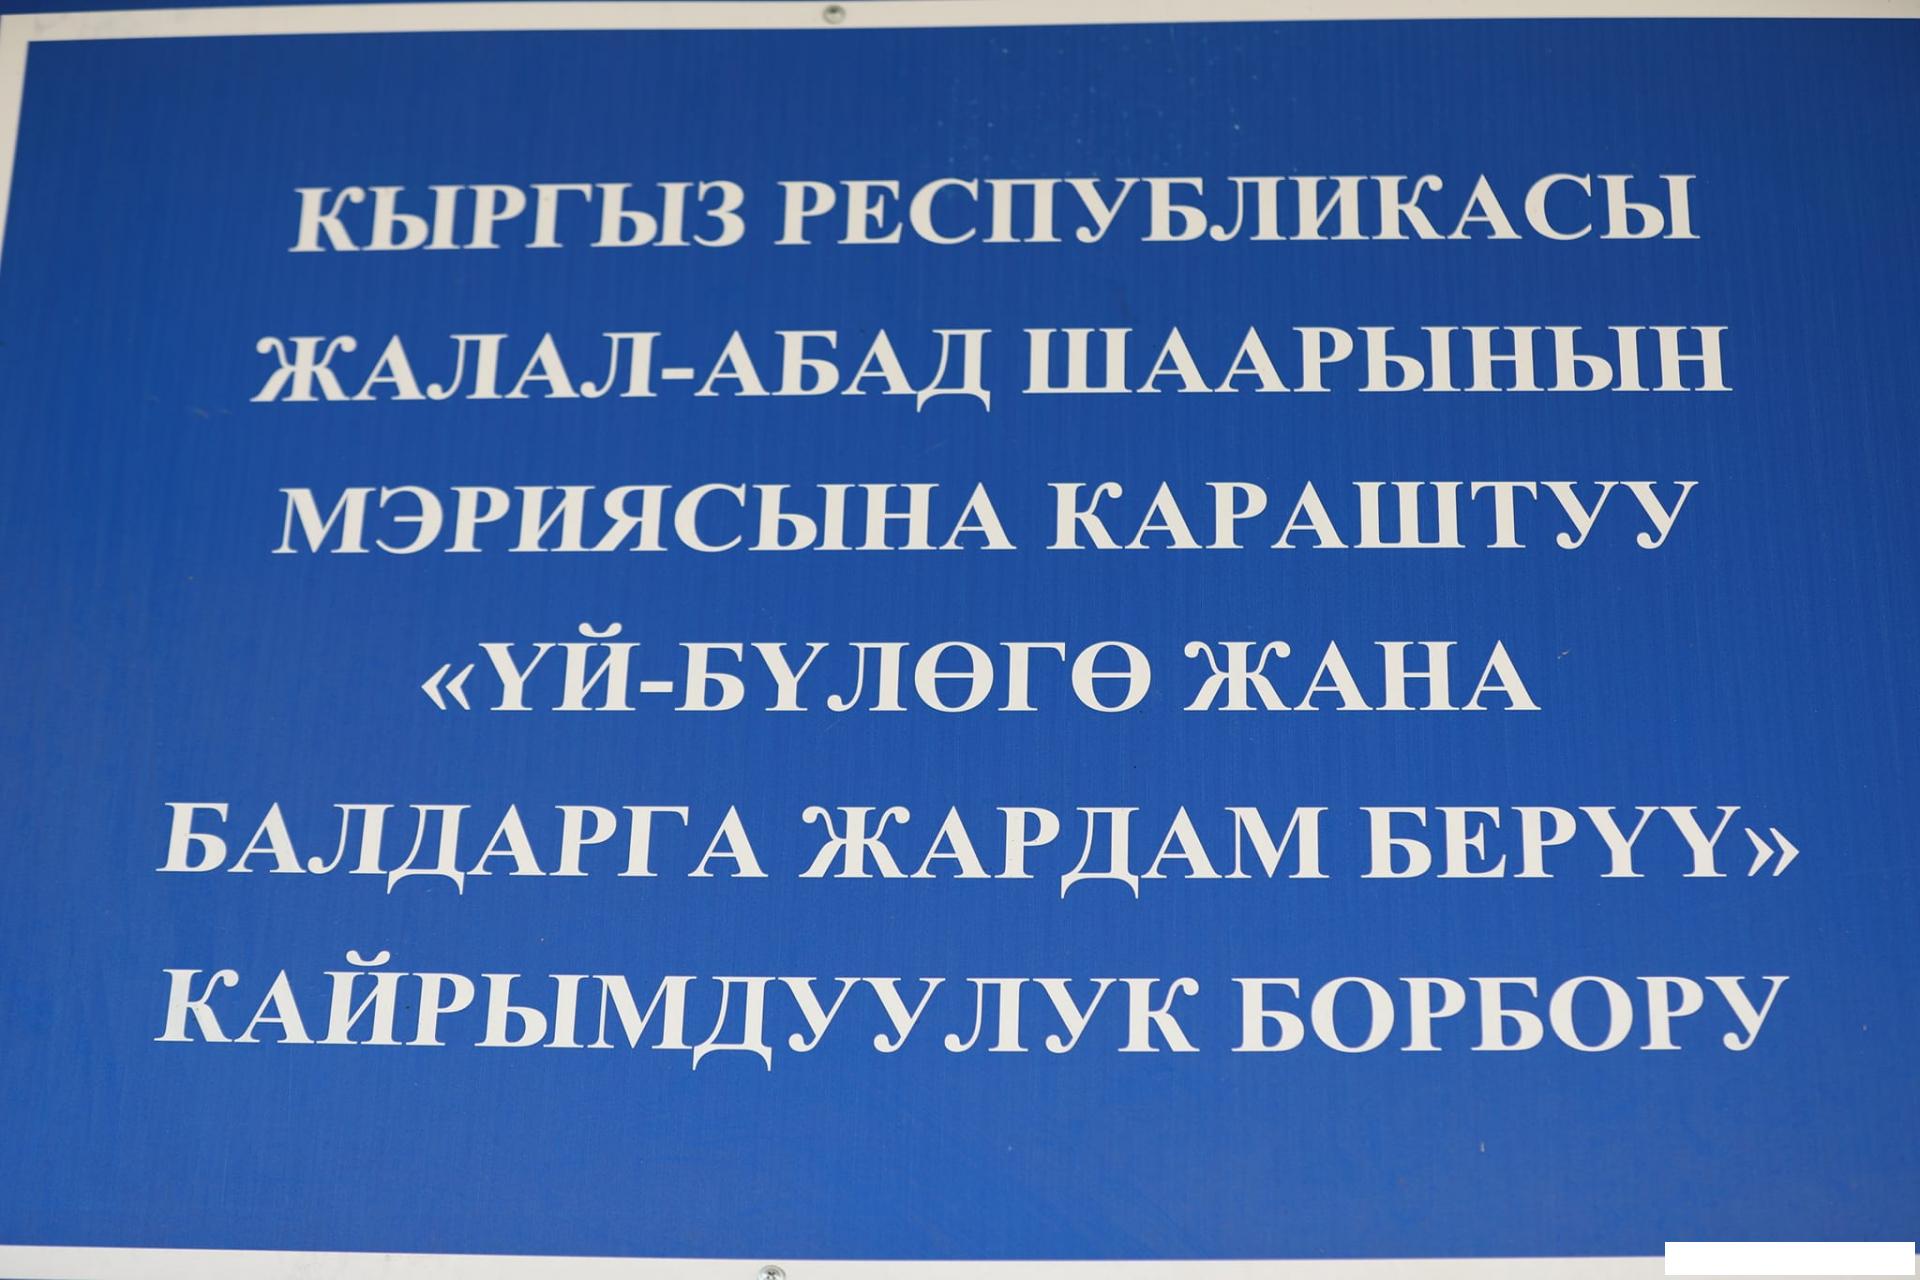 КЫРГЫЗ РЕСПУБЛИКАСЫ
ЖАЛАЛ-АБАД ШААРЫНЫН
МЭРИЯСЫНА КАРАШТУУ
«ҮЙ-БҮЛӨГӨ ЖАНА
БАЛДАРГА ЖАРДАМ БЕРҮҮ»
КАЙРЫМДУУЛУК БОРБОРУ